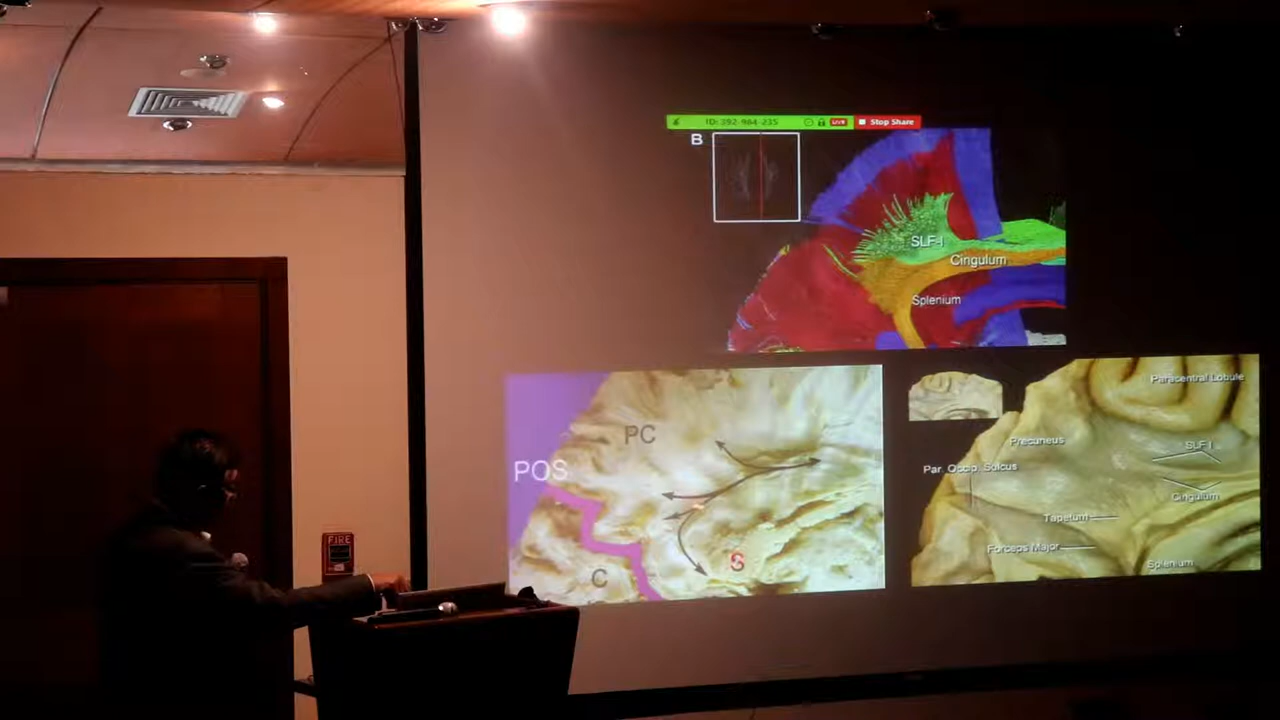 ID: 392-984-235 LIVE Stop Share
B
SLF-I
Cingulum
Splenium
PC
POS
C
S
Paracentral Lobule
Precuneus
SLF I
Par. Occip. Sulcus
Cingulum
Tapetum
Forceps Major
Splenium
FIRE